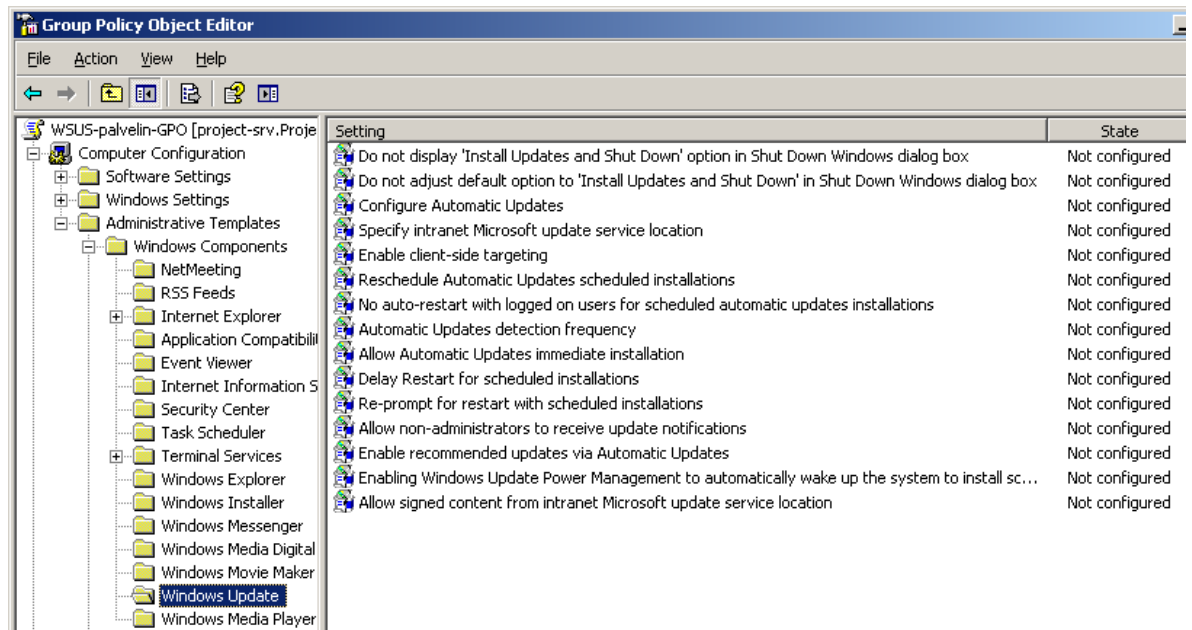 Group Policy Object Editor
File Action View Help
WSUS-palvelin-GPO [project-srv.Proje
Computer Configuration
Software Settings
Windows Settings
Administrative Templates
Windows Components
NetMeeting
RSS Feeds
Internet Explorer
Application Compatibili
Event Viewer
Internet Information S
Security Center
Task Scheduler
Terminal Services
Windows Explorer
Windows Installer
Windows Messenger
Windows Media Digital
Windows Movie Maker
Windows Update
Windows Media Player
Setting State
Do not display 'Install Updates and Shut Down' option in Shut Down Windows dialog box Not configured
Do not adjust default option to 'Install Updates and Shut Down' in Shut Down Windows dialog box Not configured
Configure Automatic Updates Not configured
Specify intranet Microsoft update service location Not configured
Enable client-side targeting Not configured
Reschedule Automatic Updates scheduled installations Not configured
No auto-restart with logged on users for scheduled automatic updates installations Not configured
Automatic Updates detection frequency Not configured
Allow Automatic Updates immediate installation Not configured
Delay Restart for scheduled installations Not configured
Re-prompt for restart with scheduled installations Not configured
Allow non-administrators to receive update notifications Not configured
Enable recommended updates via Automatic Updates Not configured
Enabling Windows Update Power Management to automatically wake up the system to install sc... Not configured
Allow signed content from intranet Microsoft update service location Not configured